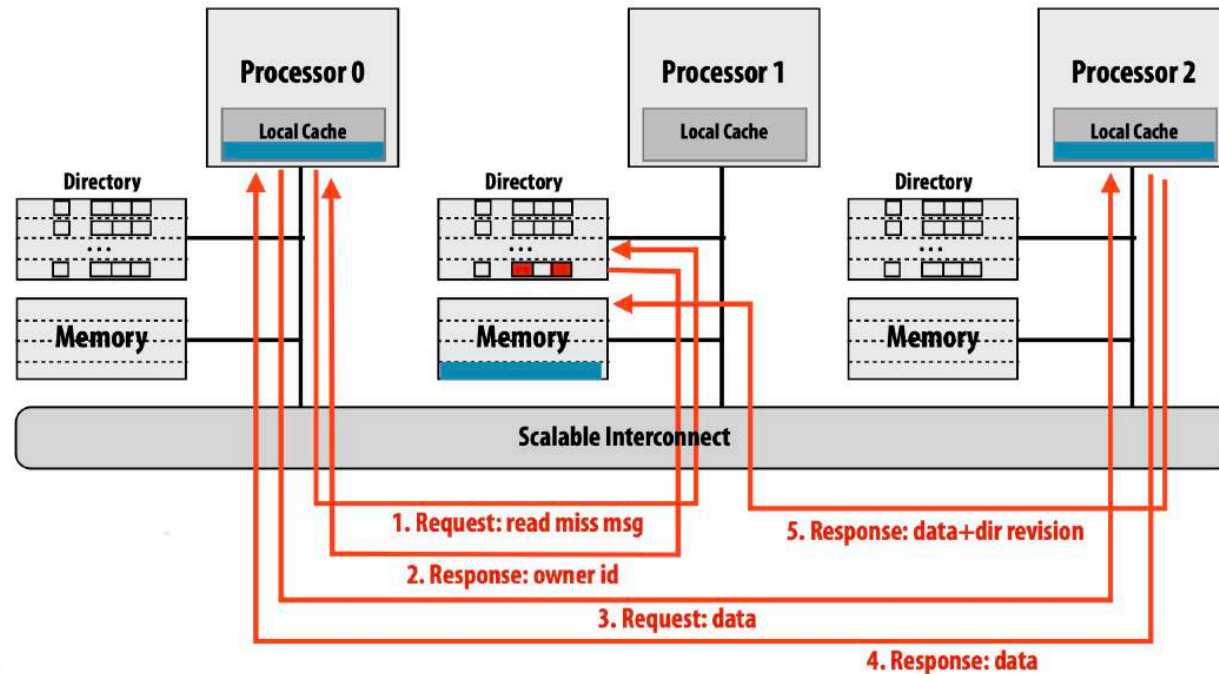 Processor 0
Processor 1
Processor 2
Local Cache
Local Cache
Local Cache
Directory
Directory
Directory
...
...
...
Memory
Memory
Memory
Scalable Interconnect
1. Request: read miss msg
5. Response: data+dir revision
2. Response: owner id
3. Request: data
4. Response: data